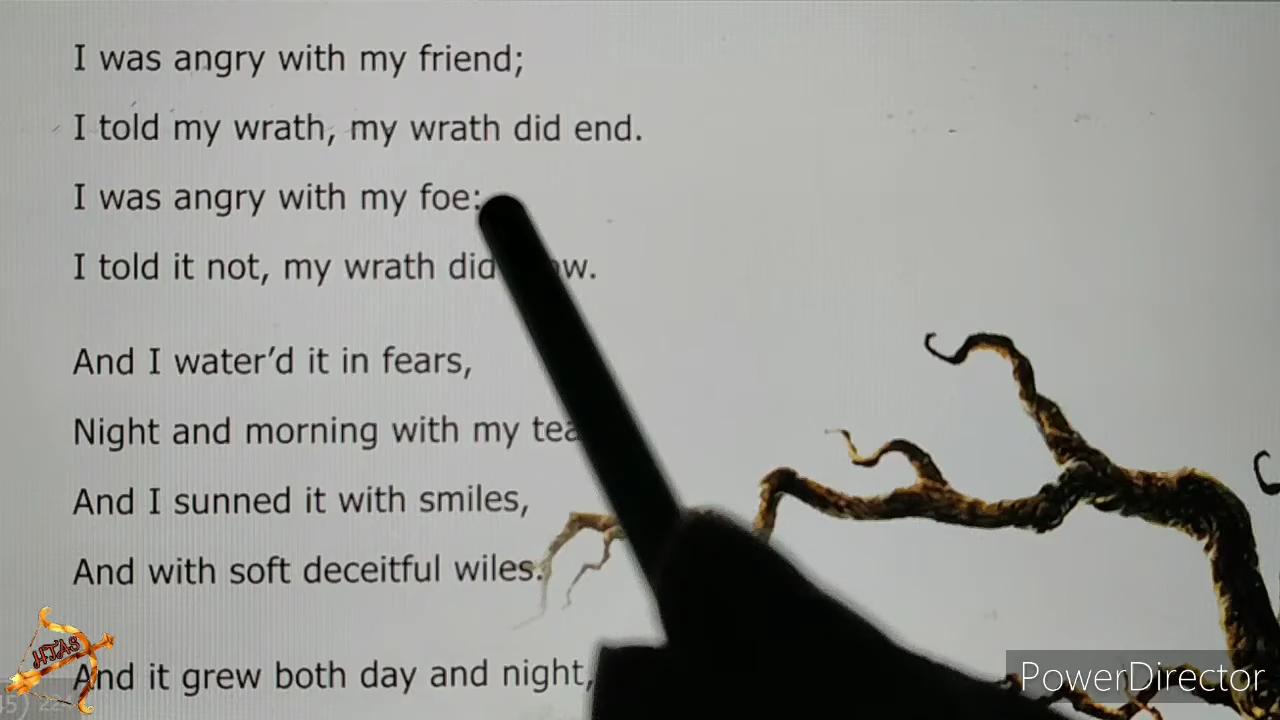 I was angry with my friend;
I told my wrath, my wrath did end.
I was angry with my foe:
I told it not, my wrath did
And I water'd it in fears,
Night and morning with my
And I sunned it with smiles,
And with soft deceitful wiles.
And it grew both day and night,
HTAS
PowerDirector